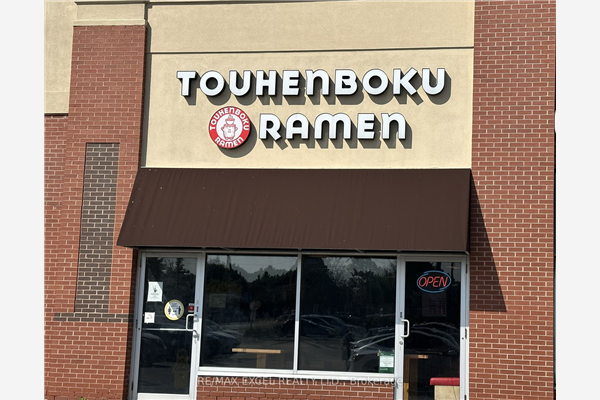 TOUHENBOKU
RAMEN
TOUHENBOKU
RAMEN
OPEN
RE/MAX EXCEL REALTY LTD., Brokerage